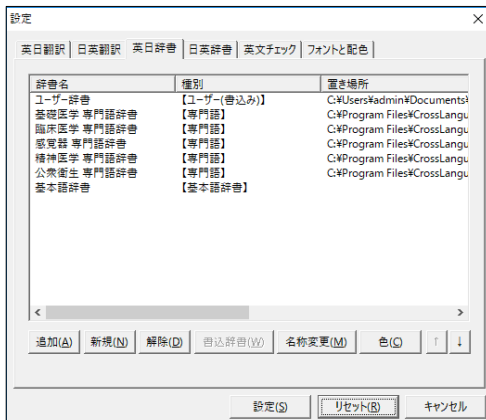 設定
英日翻訳 日英翻訳 英日辞書 日英辞書 英文チェック フォントと配色
辞書名 種別 置き場所
ユーザー辞書 【ユーザー(書込み)】 C:¥Users¥admin¥Documents¥
基礎医学 専門語辞書 【専門語】 C:¥Program Files¥CrossLangu
臨床医学 専門語辞書 【専門語】 C:¥Program Files¥CrossLangu
感覚器 専門語辞書 【専門語】 C:¥Program Files¥CrossLangu
精神医学 専門語辞書 【専門語】 C:¥Program Files¥CrossLangu
公衆衛生 専門語辞書 【専門語】 C:¥Program Files¥CrossLangu
基本語辞書 【基本語辞書】
追加(A) 新規(N) 解除(D) 書込辞書(W) 名称変更(M) 色(C) ↑ ↓
設定(S) リセット(R) キャンセル